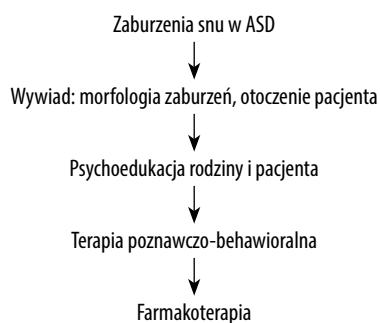 Zaburzenia snu w ASD
Wywiad: morfologia zaburzeń, otoczenie pacjenta
Psychoedukacja rodziny i pacjenta
Terapia poznawczo-behawioralna
Farmakoterapia